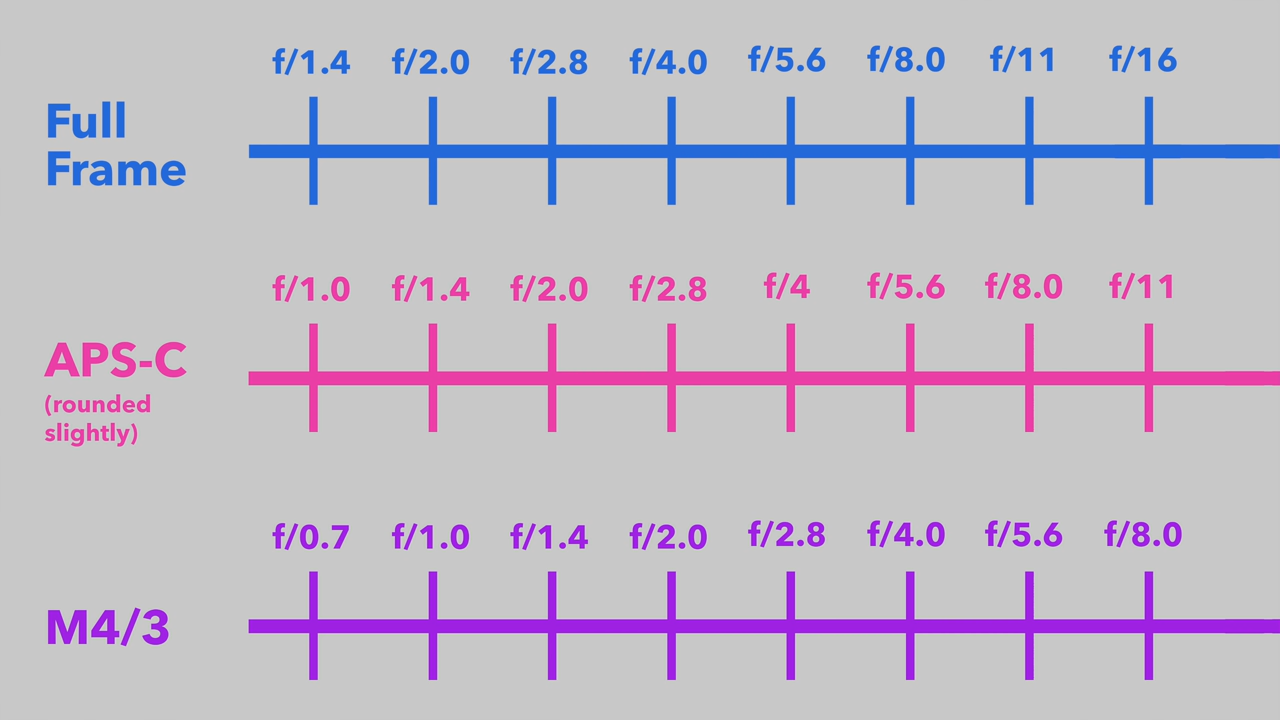 f/1.4 f/2.0 f/2.8 f/4.0 f/5.6 f/8.0 f/11 f/16
Full
Frame
f/1.0 f/1.4 f/2.0 f/2.8 f/4 f/5.6 f/8.0 f/11
APS-C
(rounded
slightly)
f/0.7 f/1.0 f/1.4 f/2.0 f/2.8 f/4.0 f/5.6 f/8.0
M4/3